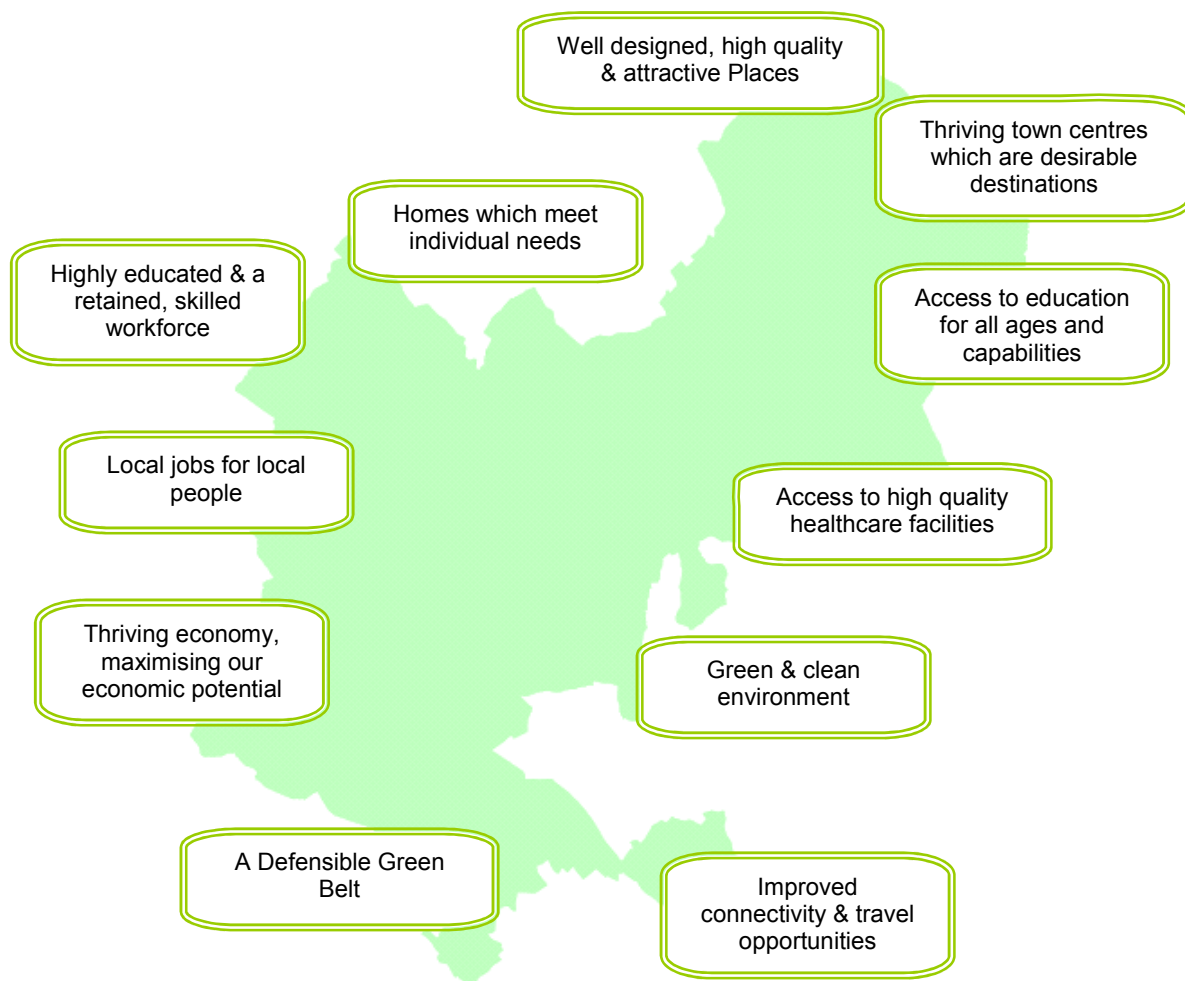 Well designed, high quality
& attractive Places
Thriving town centres
which are desirable
destinations
Homes which meet
individual needs
Highly educated & a
retained, skilled
workforce
Access to education
for all ages and
capabilities
Local jobs for local
people
Access to high quality
healthcare facilities
Thriving economy,
maximising our
economic potential
Green & clean
environment
A Defensible Green
Belt
Improved
connectivity & travel
opportunities